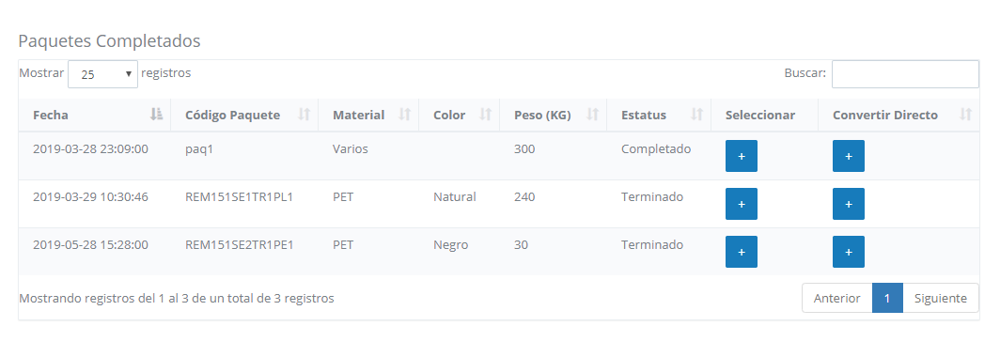 Paquetes Completados
Mostrar 25 registros Buscar:
Fecha Código Paquete Material Color Peso (KG) Estatus Seleccionar Convertir Directo
2019-03-28 23:09:00 paq1 Varios 300 Completado + +
2019-03-29 10:30:46 REM151SE1TR1PL1 PET Natural 240 Terminado + +
2019-05-28 15:28:00 REM151SE2TR1PE1 PET Negro 30 Terminado + +
Mostrando registros del 1 al 3 de un total de 3 registros Anterior 1 Siguiente